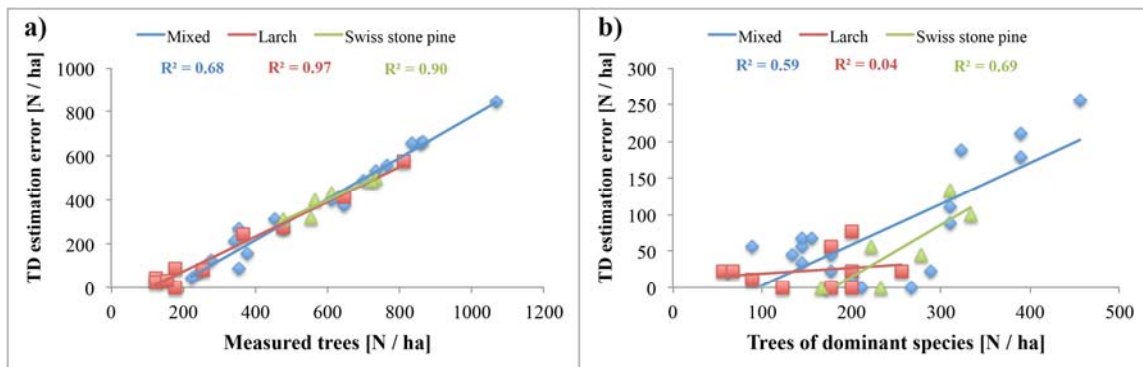 a)
Mixed Larch Swiss stone pine
R² = 0.68 R² = 0.97 R² = 0.90
TD estimation error [N / ha]
1000
800
600
400
200
0
0 200 400 600 800 1000 1200
Measured trees [N / ha]
b)
Mixed Larch Swiss stone pine
R² = 0.59 R² = 0.04 R² = 0.69
TD estimation error [N / ha]
300
250
200
150
100
50
0
0 100 200 300 400 500
Trees of dominant species [N / ha]